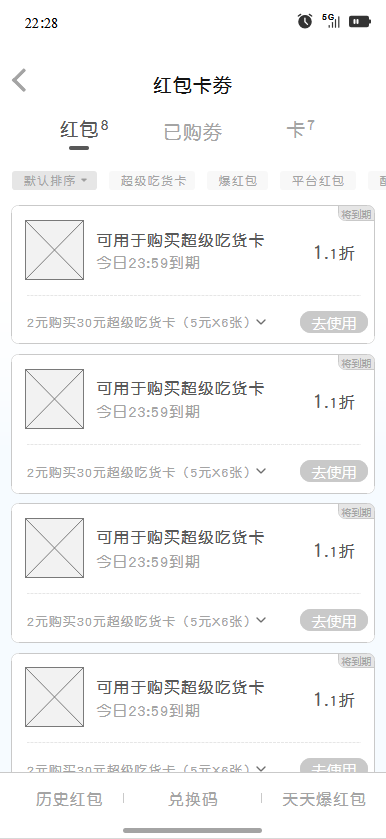 22:28
5G
红包卡劵
红包8
已购劵
卡7
默认排序
超级吃货卡
爆红包
平台红包
将到期
可用于购买超级吃货卡
今日23:59到期
1.1折
2元购买30元超级吃货卡（5元X6张）
去使用
将到期
可用于购买超级吃货卡
今日23:59到期
1.1折
2元购买30元超级吃货卡（5元X6张）
去使用
将到期
可用于购买超级吃货卡
今日23:59到期
1.1折
2元购买30元超级吃货卡（5元X6张）
去使用
将到期
可用于购买超级吃货卡
今日23:59到期
1.1折
2元购买30元超级吃货卡（5元X6张）
去使用
历史红包
兑换码
天天爆红包